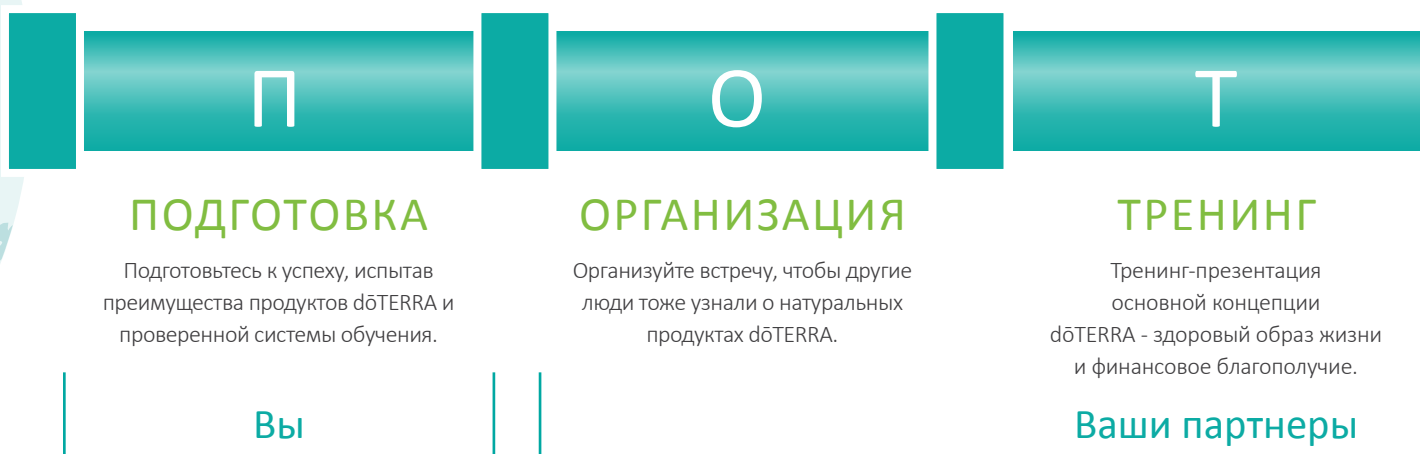 П
О
Т
ПОДГОТОВКА
Подготовьтесь к успеху, испытав
преимущества продуктов dōTERRA и
проверенной системы обучения.
Вы
ОРГАНИЗАЦИЯ
Организуйте встречу, чтобы другие
люди тоже узнали о натуральных
продуктах dōTERRA.
ТРЕНИНГ
Тренинг-презентация
основной концепции
dōTERRA - здоровый образ жизни
и финансовое благополучие.
Ваши партнеры